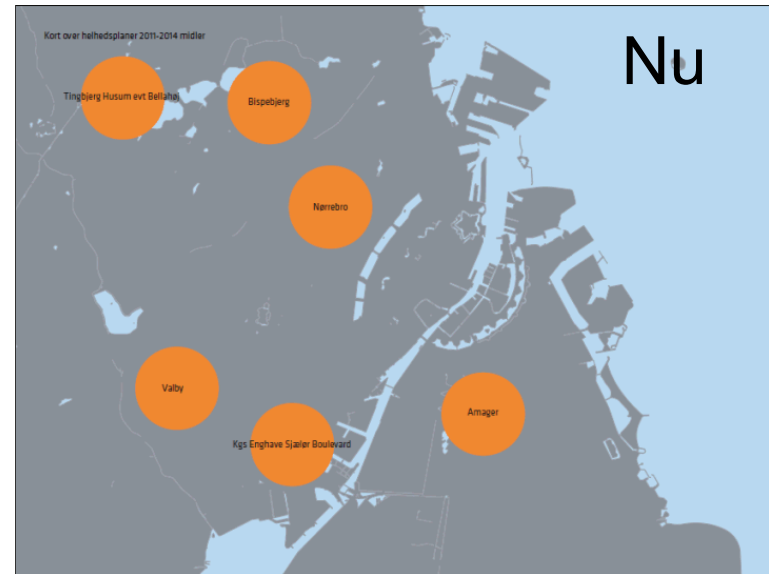 Kort over helhedsplaner 2011-2014 midler
Nu
Tingbjerg Husum evt Bellahøj
Bispebjerg
Nørrebro
Valby
Amager
Kgs Enghave Sjælør Boulevard